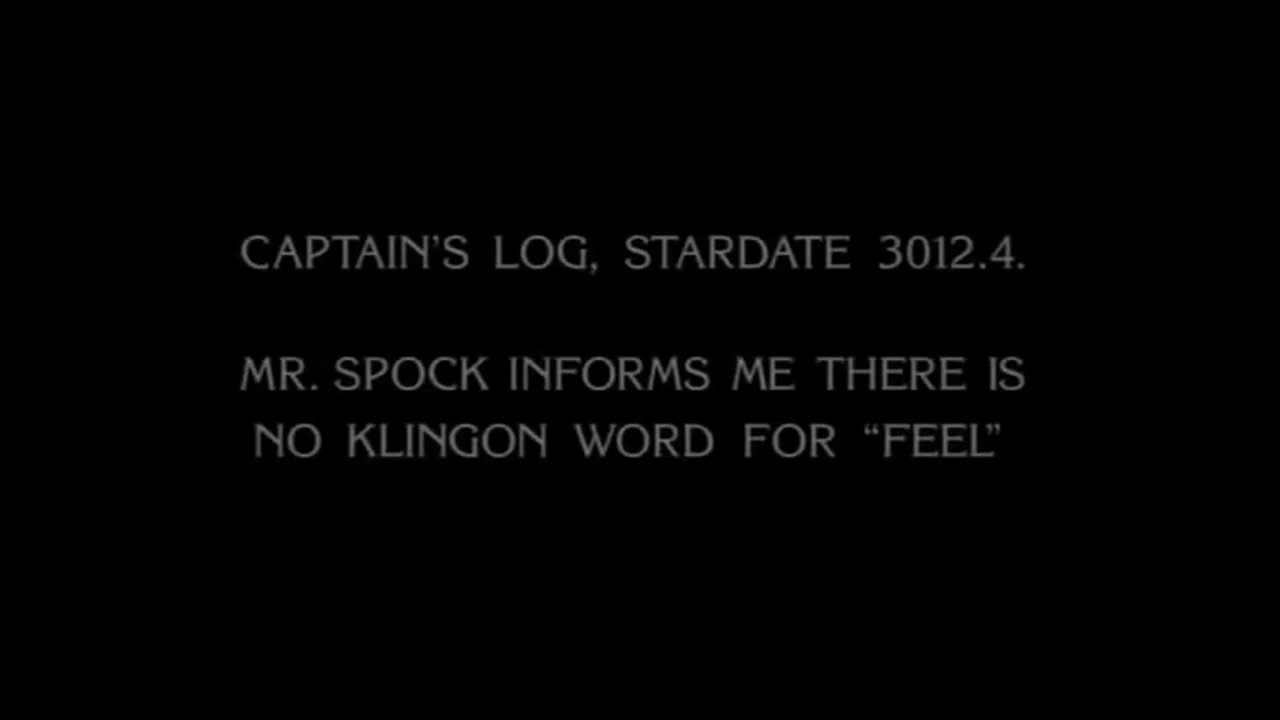 CAPTAIN'S LOG, STARDATE 3012.4.
MR. SPOCK INFORMS ME THERE IS
NO KLINGON WORD FOR “FEEL”